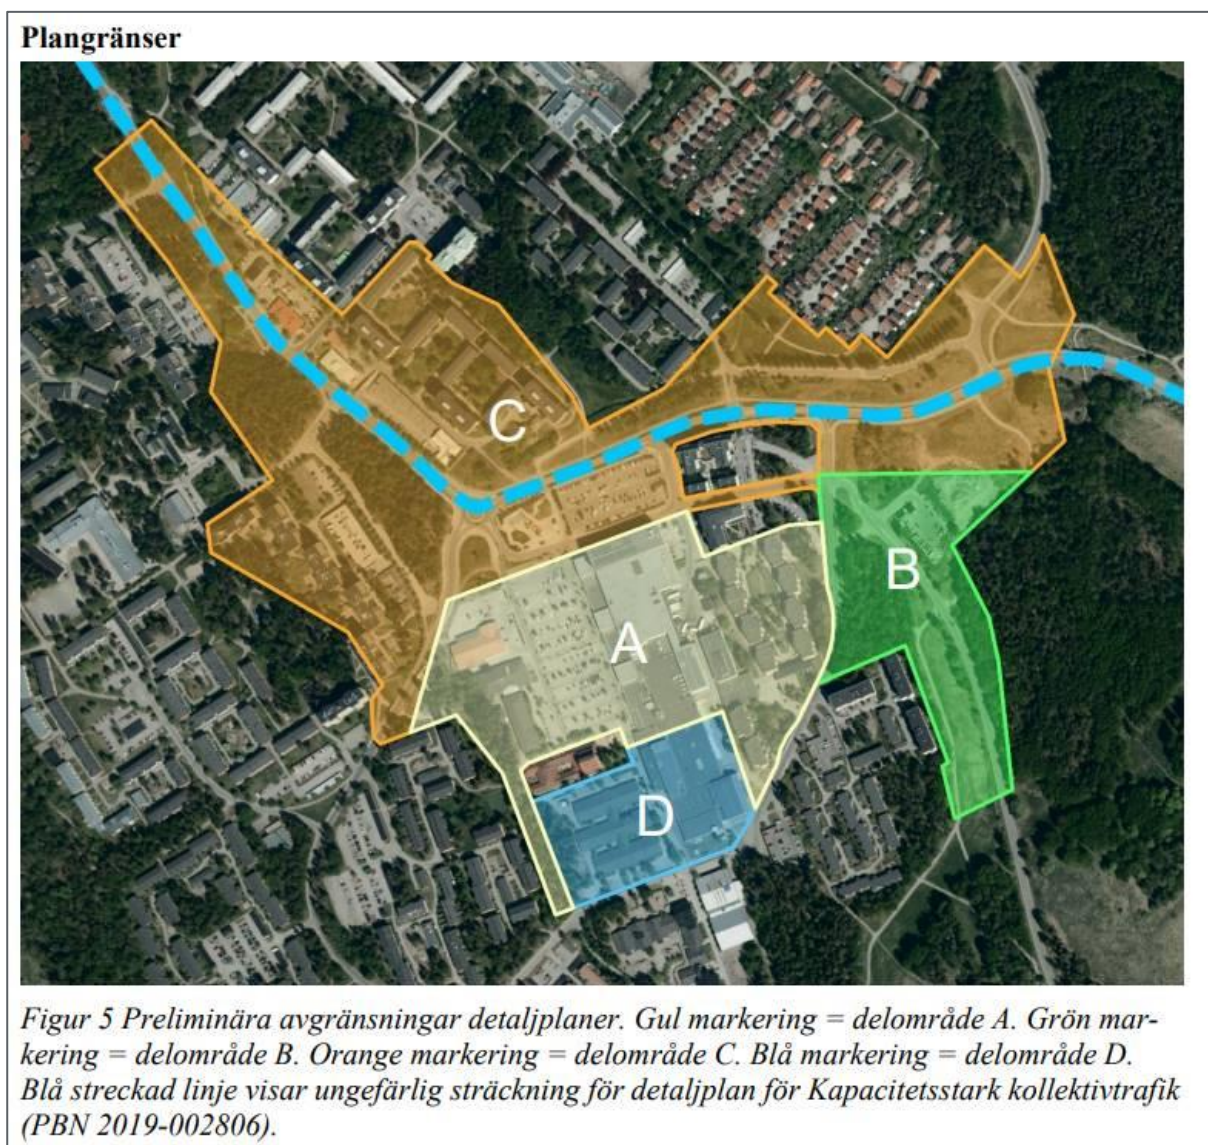 Plangränser
C
B
A
D
Figur 5 Preliminära avgränsningar detaljplaner. Gul markering = delområde A. Grön mar-
kering = delområde B. Orange markering = delområde C. Blå markering = delområde D.
Blå streckad linje visar ungefärlig sträckning för detaljplan för Kapacitetsstark kollektivtrafik
(PBN 2019-002806).